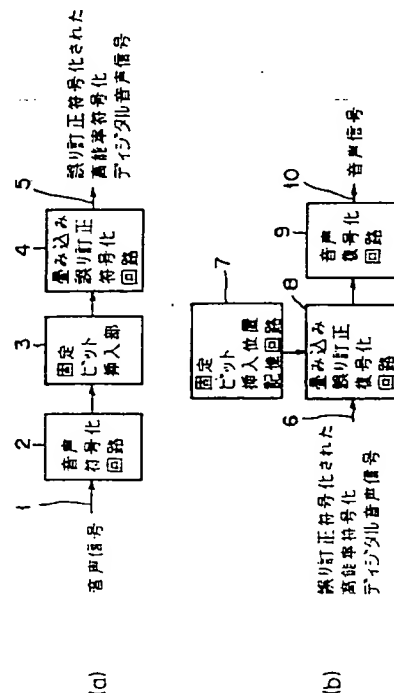 (a)
1
音声信号
2
音声
符号化
回路
3
固定
ビット
挿入部
4
畳み込み
誤り訂正
符号化
回路
5
誤り訂正符号化された
高能率符号化
ディジタル音声信号
(b)
誤り訂正符号化された
高能率符号化
ディジタル音声信号
6
固定
ビット
挿入位置
記憶回路
7
畳み込み
誤り訂正
復号化
回路
8
音声
復号化
回路
9
10
音声信号